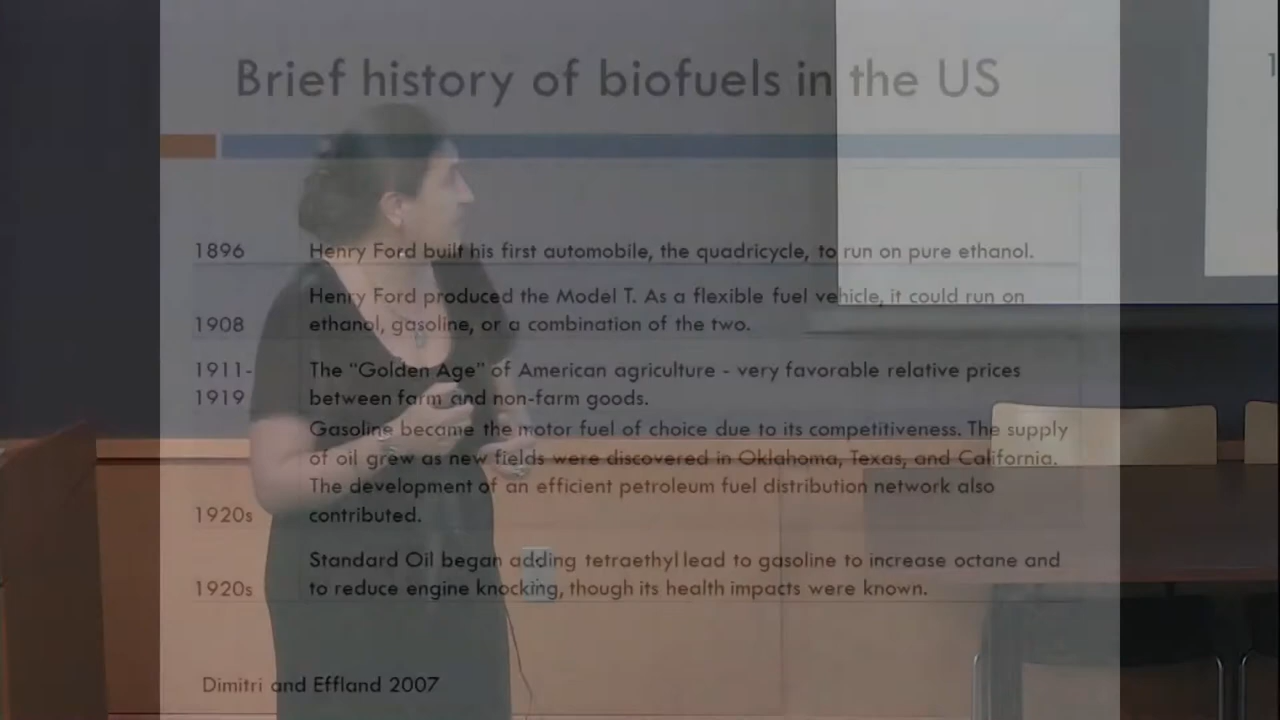 Brief history of biofuels in the US
1896 Henry Ford built his first automobile, the quadricycle, to run on pure ethanol.
Henry Ford produced the Model T. As a flexible fuel vehicle, it could run on
1908 ethanol, gasoline, or a combination of the two.
1911- The "Golden Age" of American agriculture - very favorable relative prices
1919 between farm and non-farm goods.
Gasoline became the motor fuel of choice due to its competitiveness. The supply
of oil grew as new fields were discovered in Oklahoma, Texas, and California.
The development of an efficient petroleum fuel distribution network also
1920s contributed.
Standard Oil began adding tetraethyl lead to gasoline to increase octane and
1920s to reduce engine knocking, though its health impacts were known.
Dimitri and Effland 2007